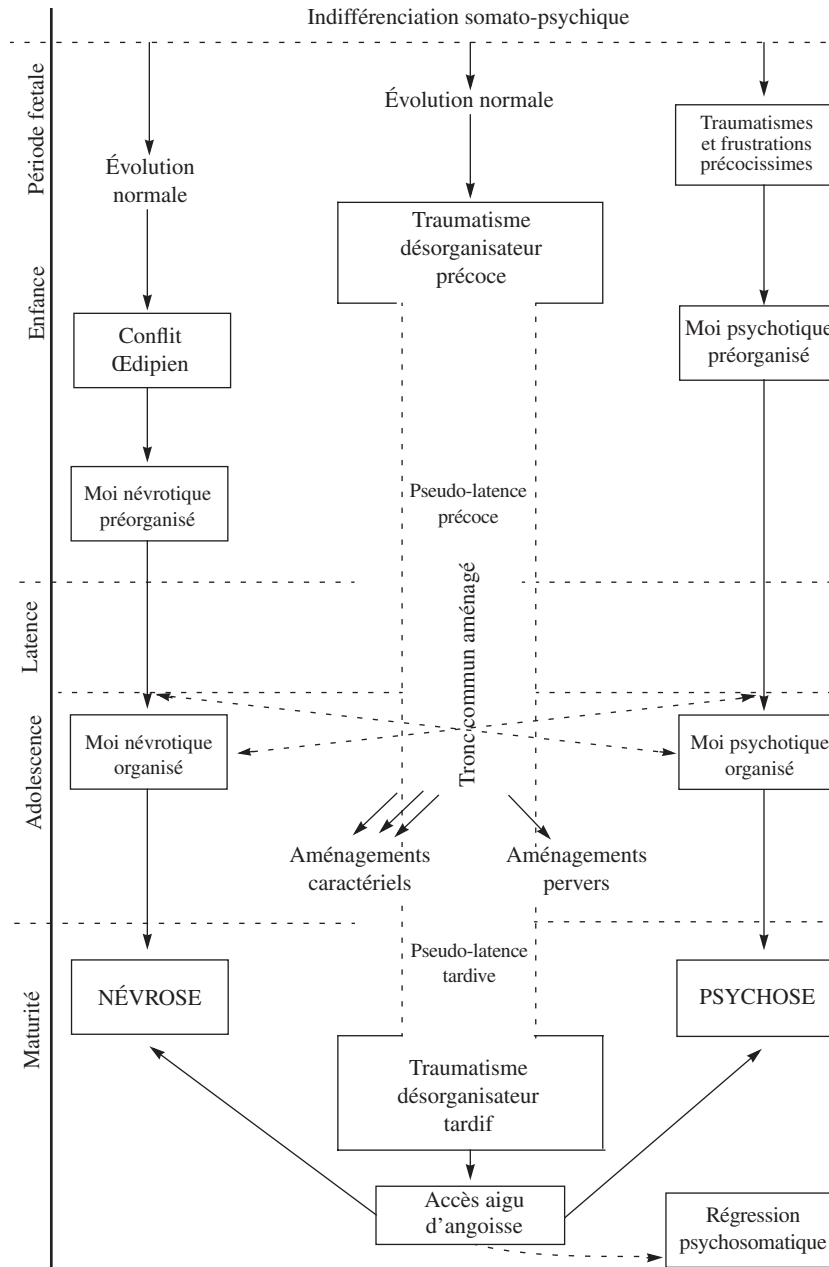 Indifférenciation somato-psychique
Période fœtale
Évolution normale
Traumatismes
et frustrations
précocissimes
Évolution
normale
Traumatisme
désorganisateur
précoce
Enfance
Conflit
Œdipien
Moi psychotique
préorganisé
Moi névrotique
préorganisé
Pseudo-latence
précoce
Latence
Tronc commun aménagé
Adolescence
Moi névrotique
organisé
Moi psychotique
organisé
Aménagements
caractériels
Aménagements
pervers
Maturité
Pseudo-latence
tardive
NÉVROSE
PSYCHOSE
Traumatisme
désorganisateur
tardif
Accès aigu
d’angoisse
Régression
psychosomatique